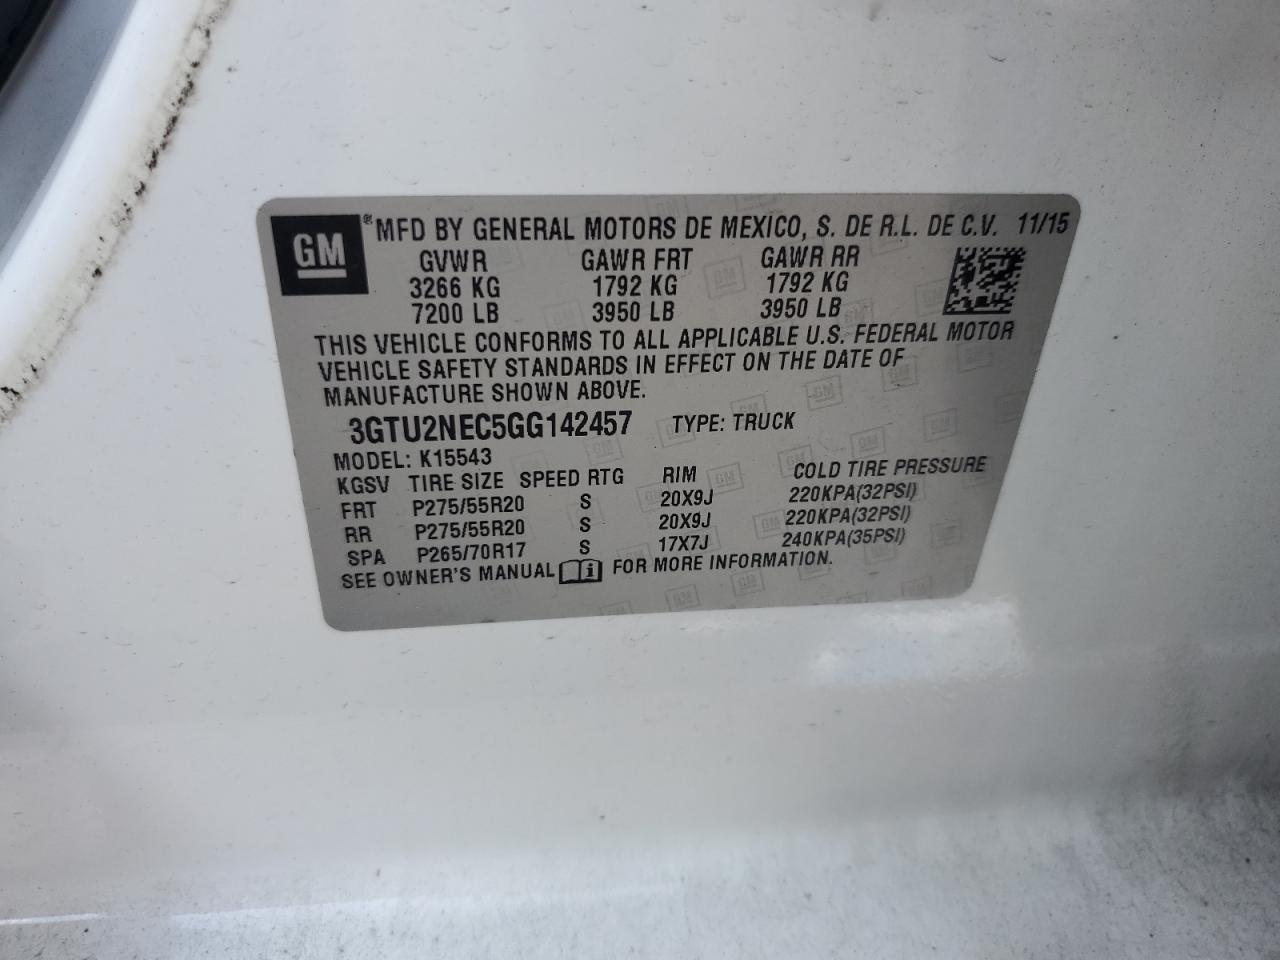 GM ® MFD BY GENERAL MOTORS DE MEXICO, S. DE R.L. DE C.V. 11/15
GVWR GAWR FRT GAWR RR
3266 KG 1792 KG 1792 KG
7200 LB 3950 LB 3950 LB
THIS VEHICLE CONFORMS TO ALL APPLICABLE U.S. FEDERAL MOTOR
VEHICLE SAFETY STANDARDS IN EFFECT ON THE DATE OF
MANUFACTURE SHOWN ABOVE.
3GTU2NEC5GG142457 TYPE: TRUCK
MODEL: K15543
KGSV TIRE SIZE SPEED RTG RIM COLD TIRE PRESSURE
FRT P275/55R20 S 20X9J 220KPA(32PSI)
RR P275/55R20 S 20X9J 220KPA(32PSI)
SPA P265/70R17 S 17X7J 240KPA(35PSI)
SEE OWNER'S MANUAL i FOR MORE INFORMATION.